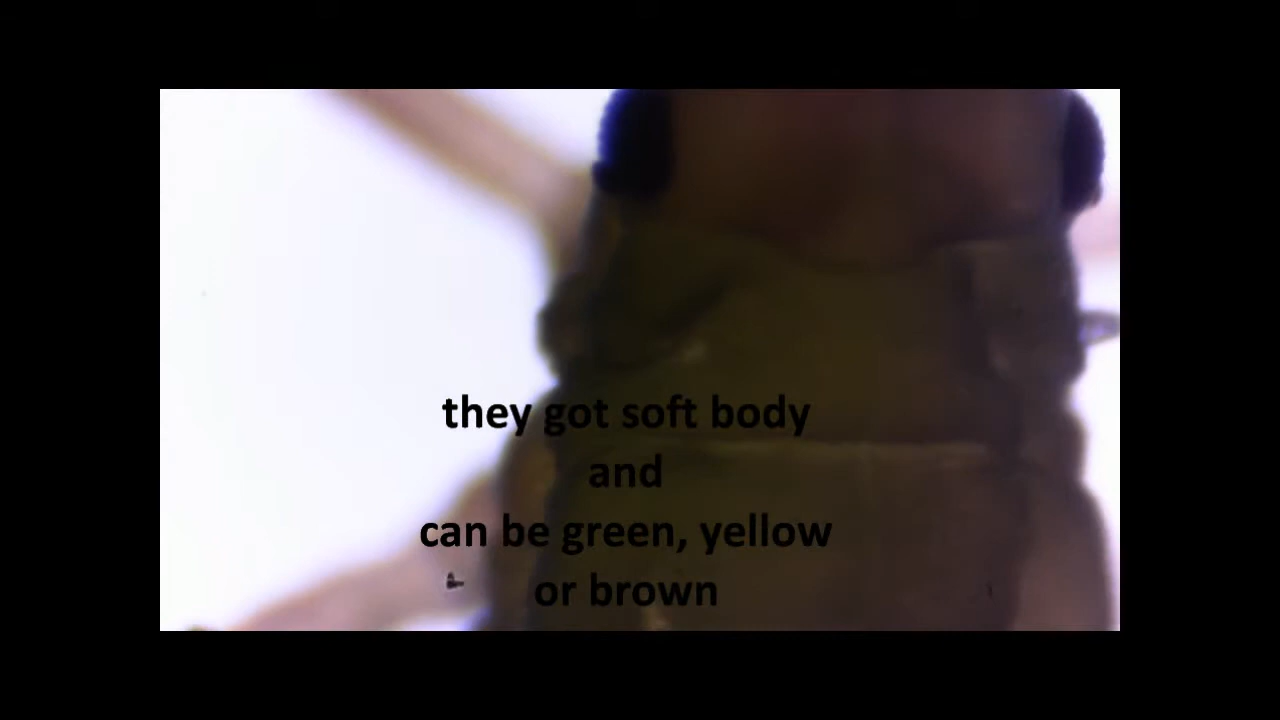 they got soft body
and
can be green, yellow
or brown